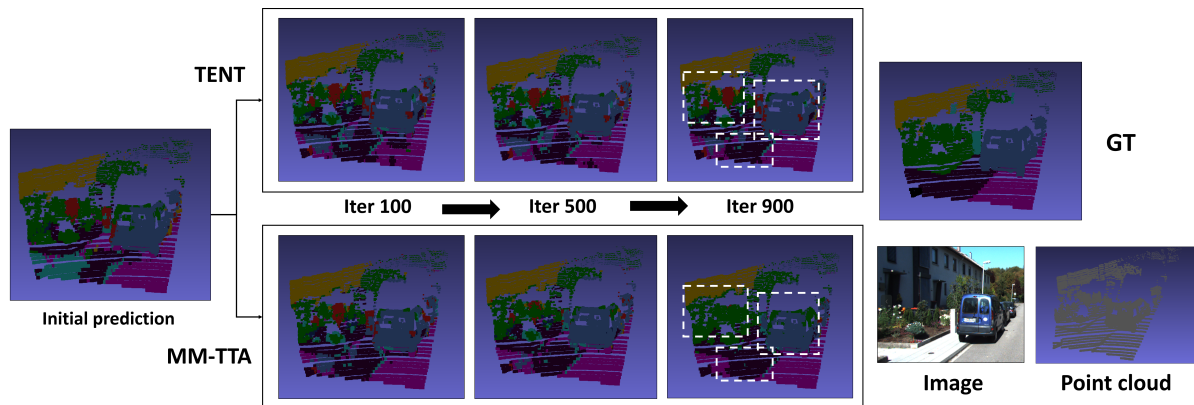 TENT
GT
Iter 100
Iter 500
Iter 900
Initial prediction
MM-TTA
Image
Point cloud